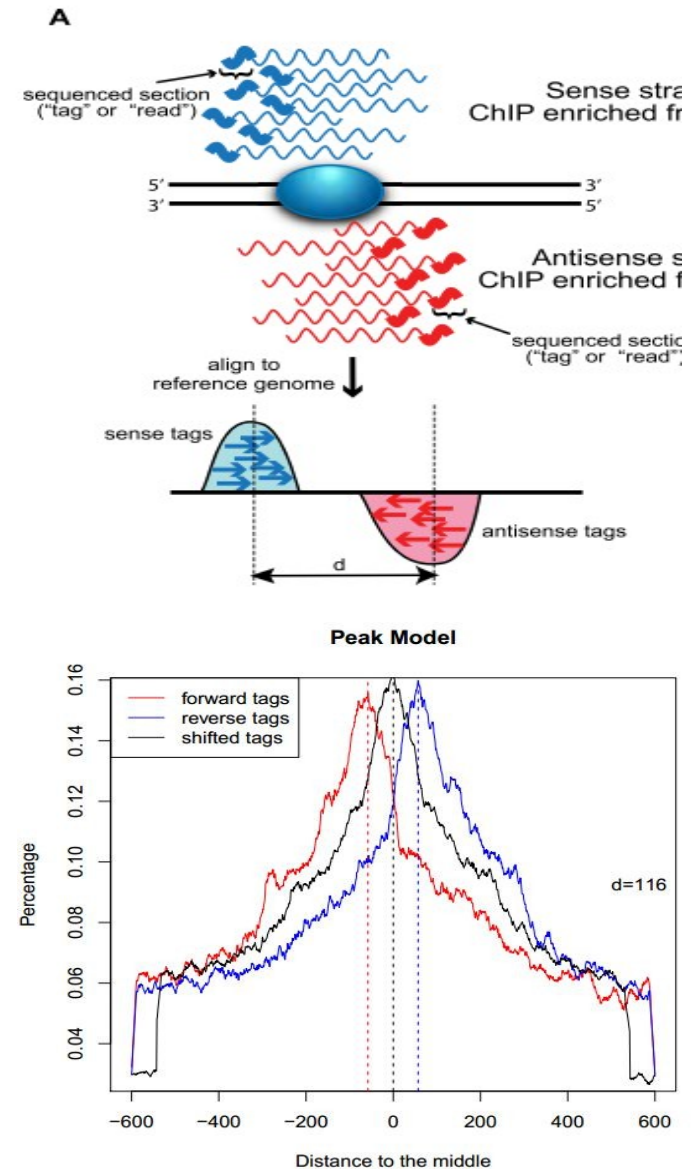 A
sequenced section
("tag" or "read")
Sense
ChIP enriched
5′
3′
3′
5′
Antisense
ChIP enriched
sequenced
("tag" or "read")
align to
reference genome
sense tags
antisense tags
d
Peak Model
forward tags
reverse tags
shifted tags
d=116
Percentage
0.04
0.06
0.08
0.10
0.12
0.14
0.16
−600
−400
−200
0
200
400
600
Distance to the middle